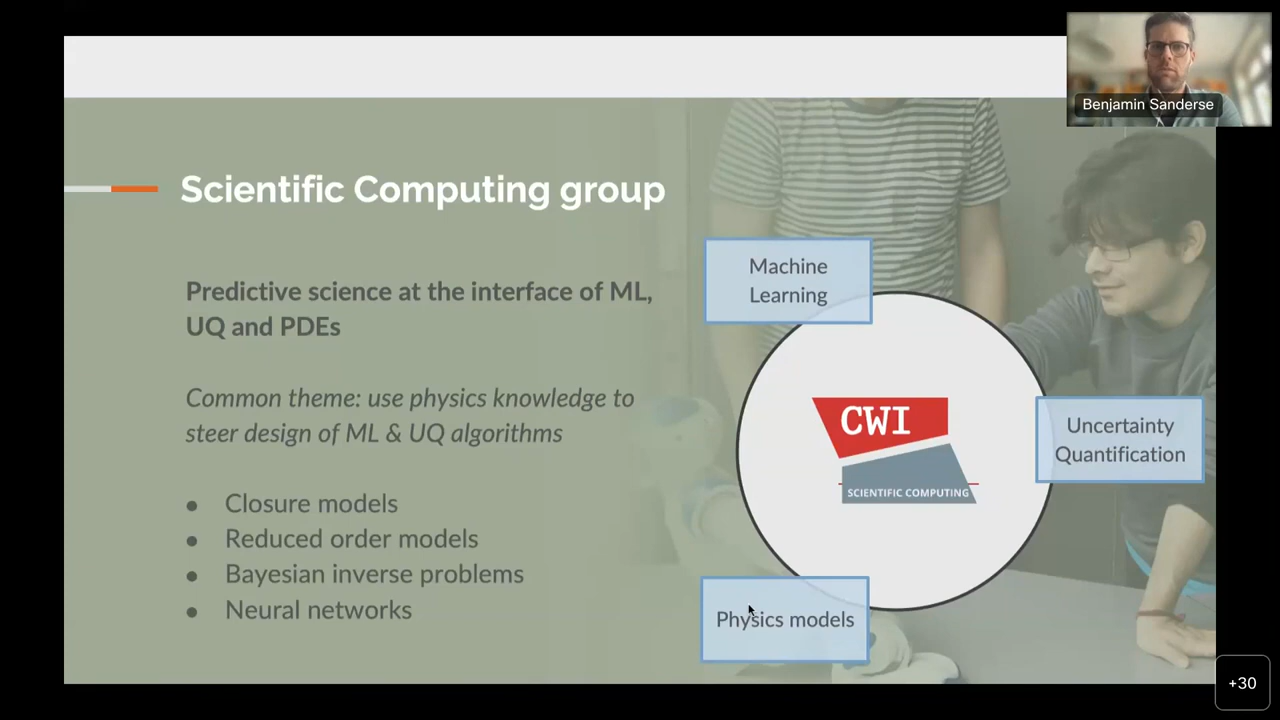 Benjamin Sanderse
Scientific Computing group
Predictive science at the interface of ML,
UQ and PDEs
Common theme: use physics knowledge to
steer design of ML & UQ algorithms
● Closure models
● Reduced order models
● Bayesian inverse problems
● Neural networks
Machine
Learning
CWI
SCIENTIFIC COMPUTING
Uncertainty
Quantification
Physics models
+30